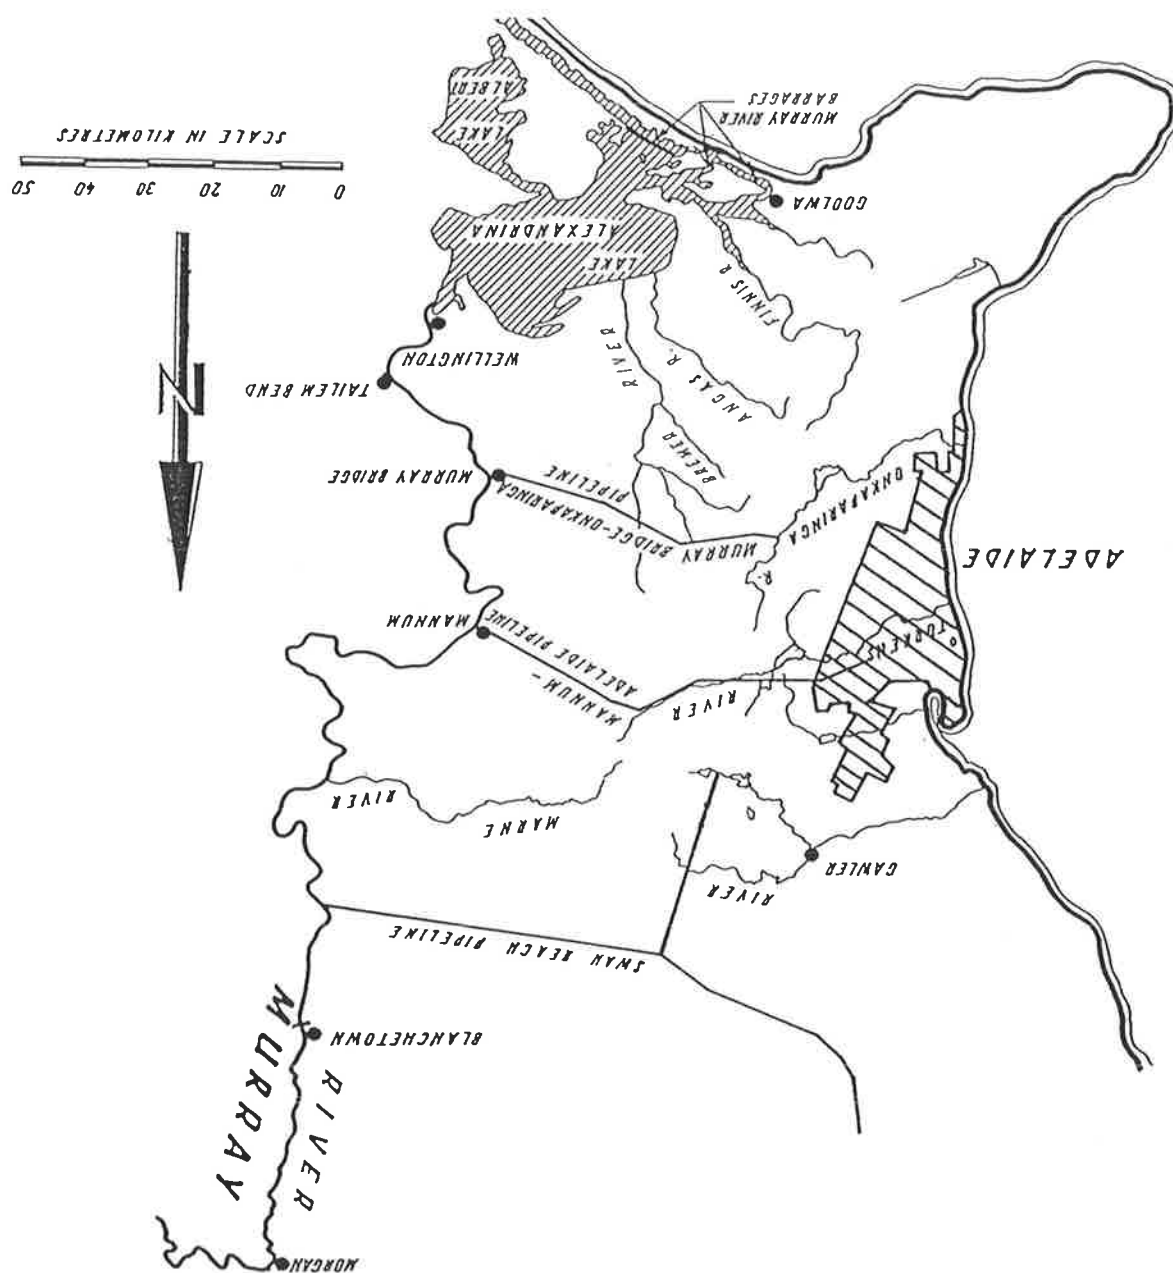 MORGAN
RIVER
MURRAY
BLANCHETOWN
SWAN REACH PIPELINE
GAWLER
RIVER
MARNE
RIVER
RIVER
TORRENS
MANNUM –
ADELAIDE PIPELINE
MANNUM
ADELAIDE
ONKAPARINGA
R.
MURRAY BRIDGE-ONKAPARINGA
PIPELINE
MURRAY BRIDGE
BREMER
RIVER
ANGAS R.
FINNIS R
TAILEM BEND
WELLINGTON
N
LAKE
ALEXANDRINA
GOOLWA
MURRAY RIVER
BARRAGES
LAKE
ALBERT
0 10 20 30 40 50
SCALE IN KILOMETRES